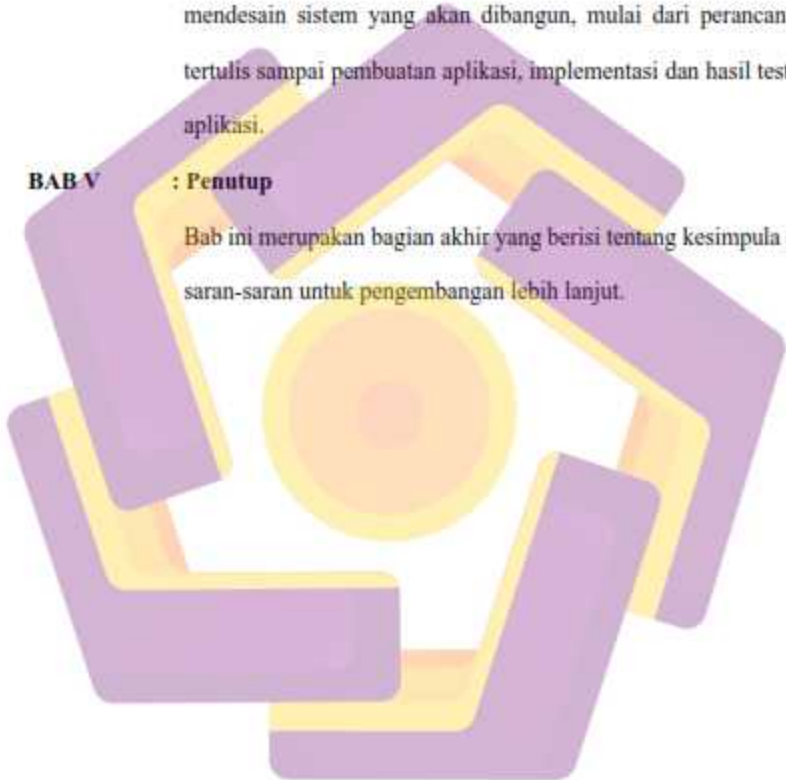 mendesain sistem yang akan dibangun, mulai dari perancan
tertulis sampai pembuatan aplikasi, implementasi dan hasil test
aplikasi.
BAB V : Penutup
Bab ini merupakan bagian akhir yang berisi tentang kesimpula
saran-saran untuk pengembangan lebih lanjut.